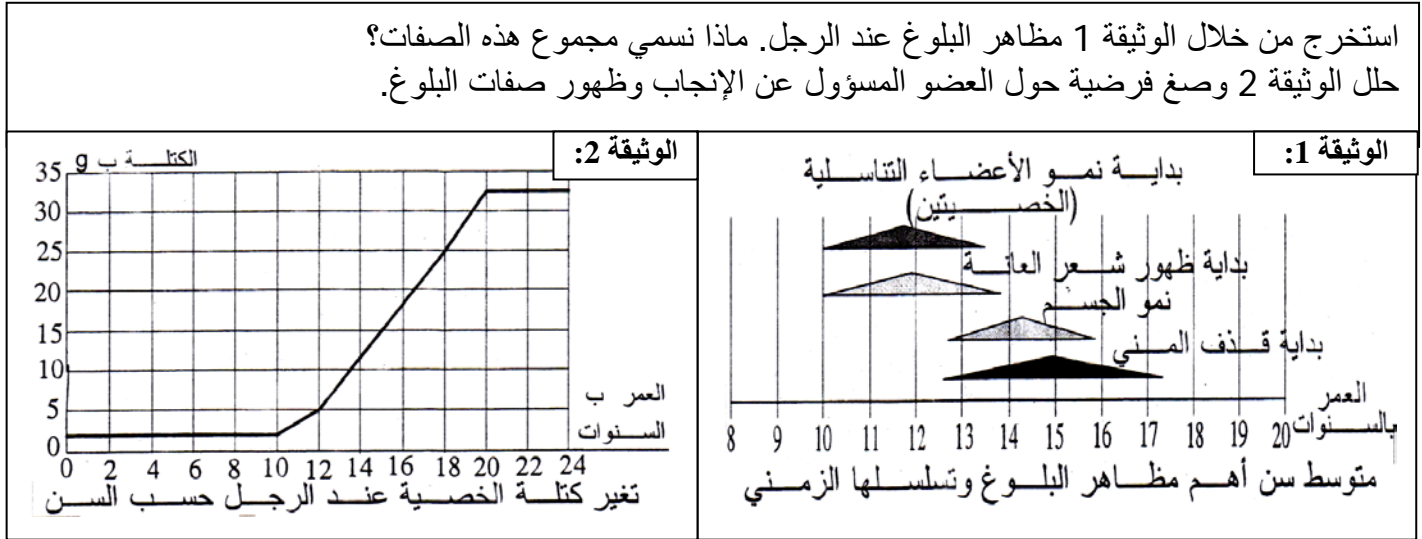 استخرج من خلال الوثيقة 1 مظاهر البلوغ عند الرجل. ماذا نسمي مجموع هذه الصفات؟
حلل الوثيقة 2 وصغ فرضية حول العضو المسؤول عن الإنجاب وظهور صفات البلوغ.
الوثيقة 1:
بداية نمو الأعضاء التناسلية
(الخصيتين)
بداية ظهور شعر العانة
نمو الجسم
بداية قذف المني
العمر
بالسنوات
8 9 10 11 12 13 14 15 16 17 18 19 20
متوسط سن أهم مظاهر البلوغ وتسلسلها الزمني
الوثيقة 2:
الكتلة ب g
35
30
25
20
15
10
5
0
العمر ب
السنوات
0 2 4 6 8 10 12 14 16 18 20 22 24
تغير كتلة الخصية عند الرجل حسب السن